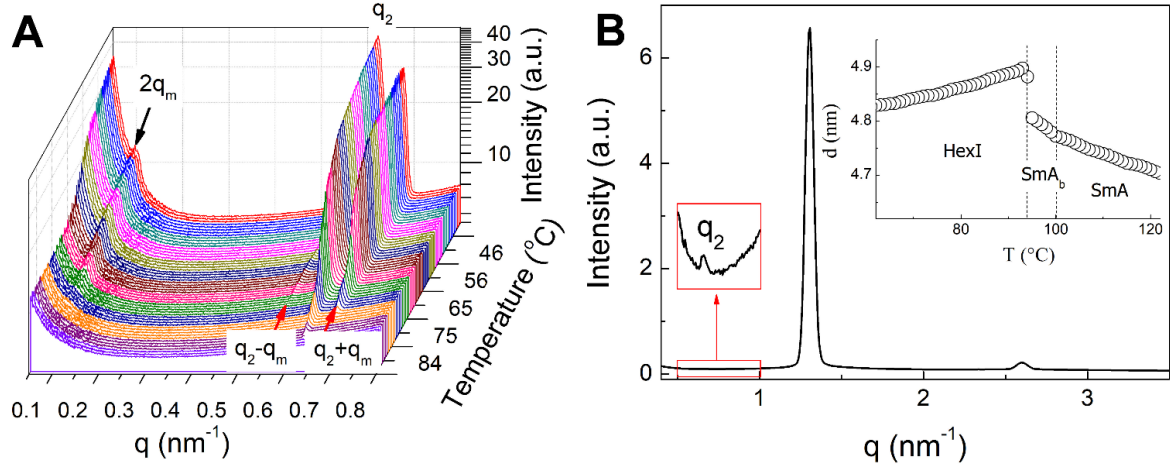 A
q₂
2qₘ
40
30
20
10
Intensity (a.u.)
q₂-qₘ
q₂+qₘ
46
56
65
75
84
Temperature (°C)
0.1 0.2 0.3 0.4 0.5 0.6 0.7 0.8
q (nm⁻¹)
B
6
4
2
0
Intensity (a.u.)
q₂
1 2 3
q (nm⁻¹)
4.9
4.8
4.7
d (nm)
HexI
SmAb
SmA
80 100 120
T (°C)